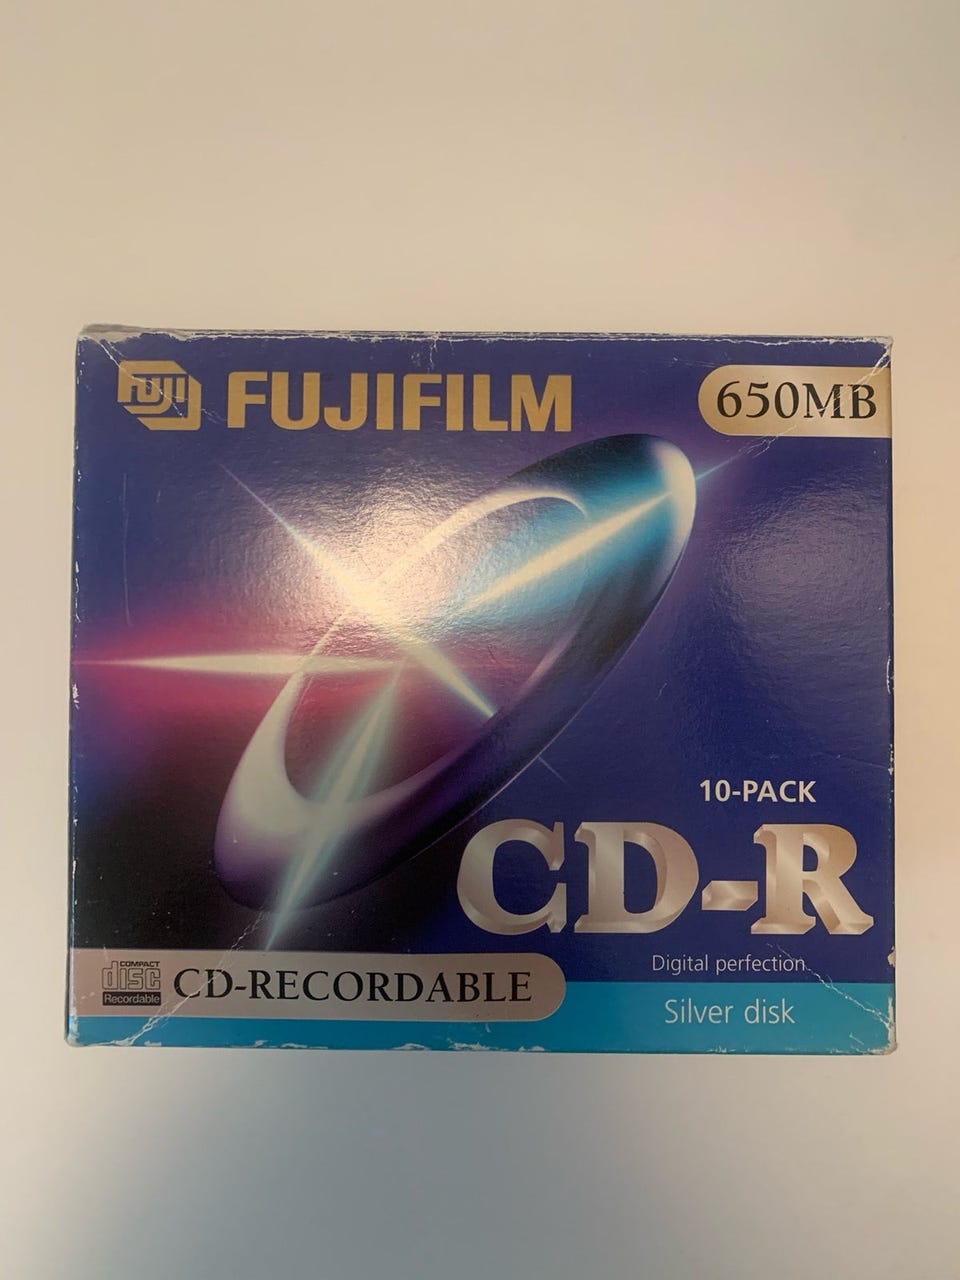 FUJI FUJIFILM
650MB
10-PACK
CD-R
Digital perfection
Silver disk
COMPACT
disc
Recordable
CD-RECORDABLE